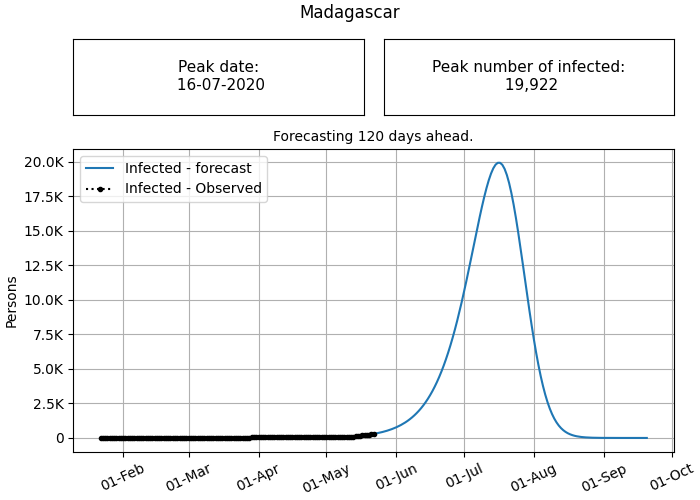 Madagascar
Peak date:
16-07-2020
Peak number of infected:
19,922
Forecasting 120 days ahead.
Infected - forecast
Infected - Observed
Persons
20.0K
17.5K
15.0K
12.5K
10.0K
7.5K
5.0K
2.5K
0
01-Feb
01-Mar
01-Apr
01-May
01-Jun
01-Jul
01-Aug
01-Sep
01-Oct